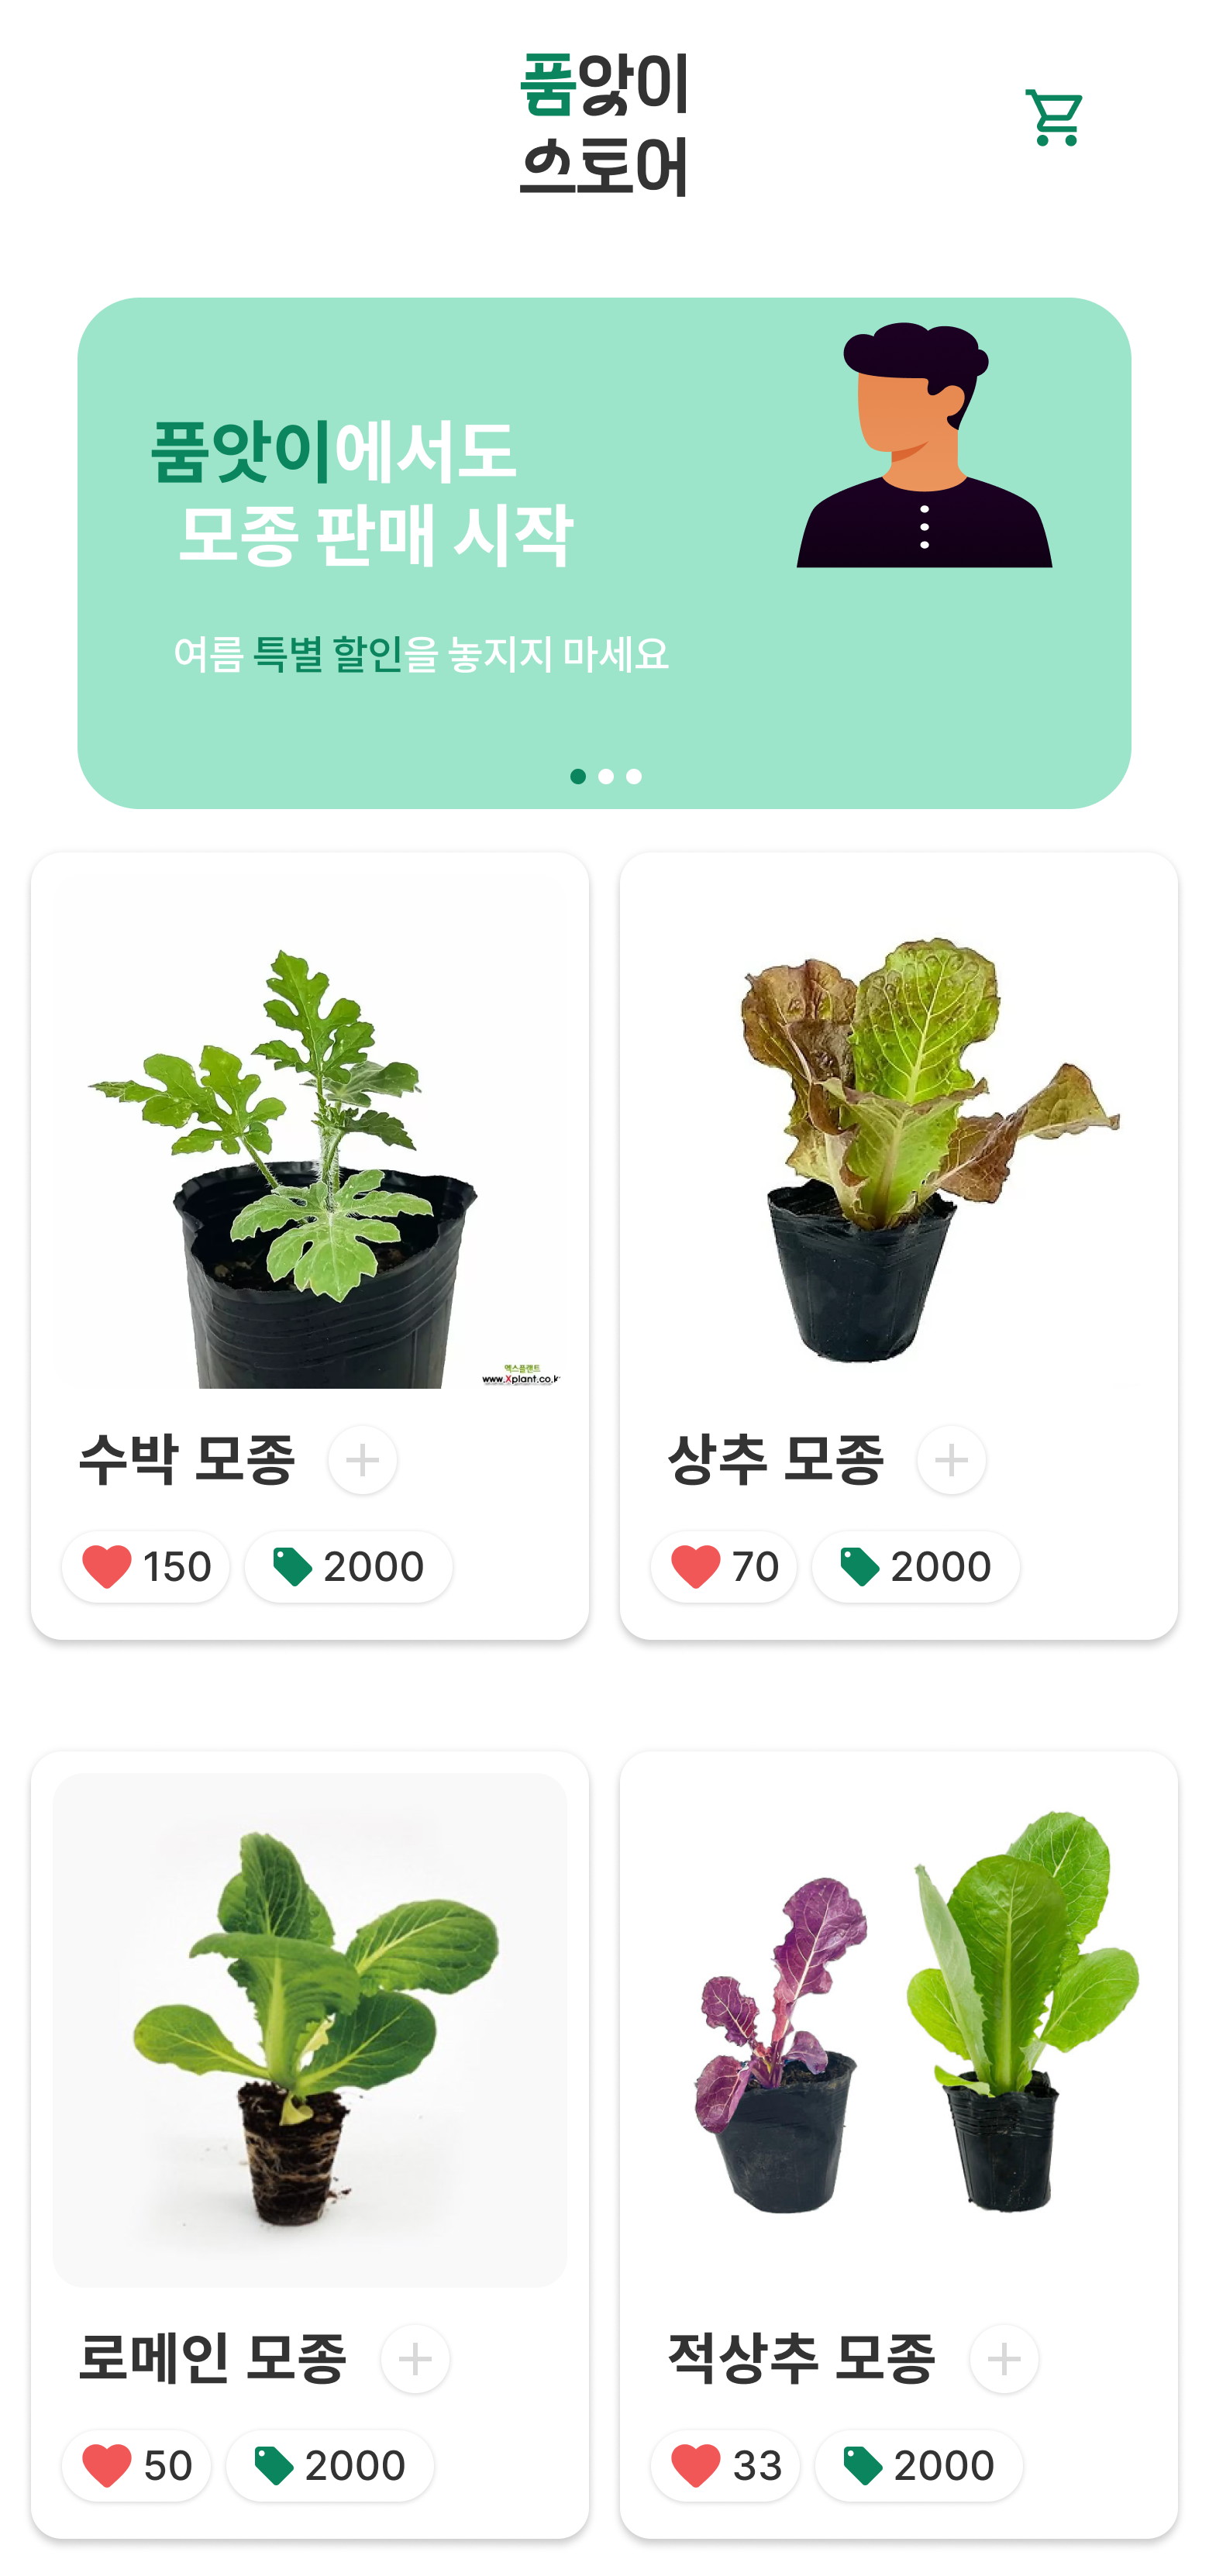 품앗이
스토어
품앗이에서도
모종 판매 시작
여름 특별 할인을 놓지지 마세요
엑스플랜트
www.Xplant.co.k
수박 모종
150 2000
상추 모종
70 2000
로메인 모종
50 2000
적상추 모종
33 2000